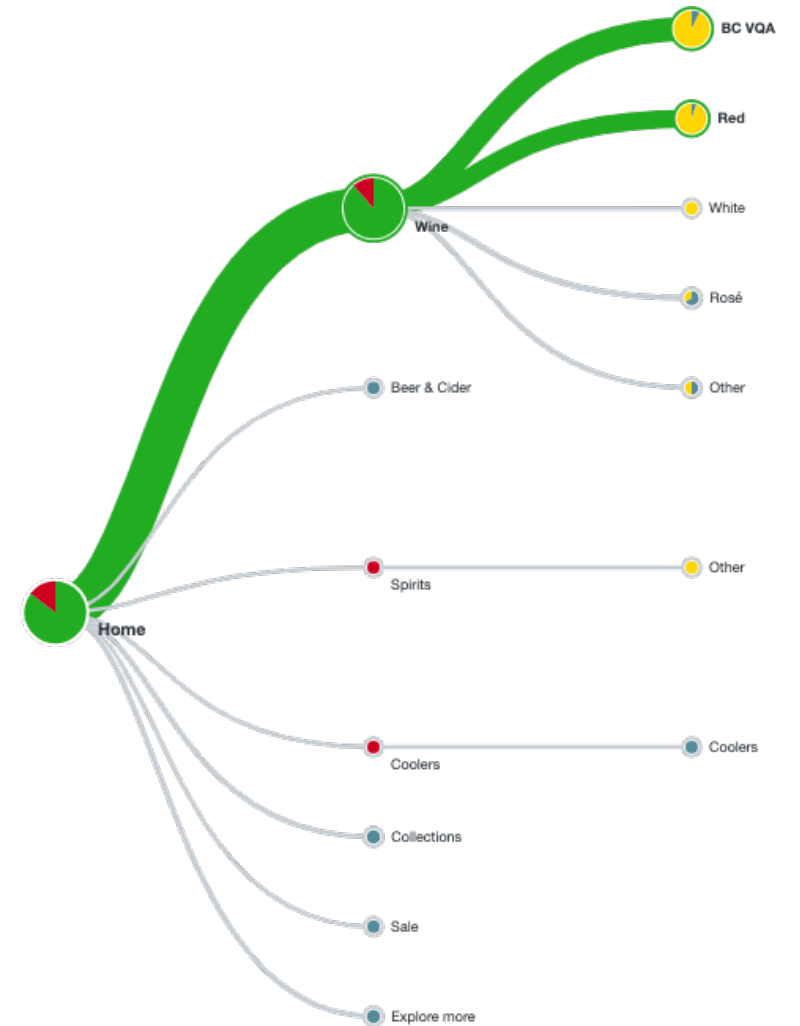 BC VQA
Red
White
Wine
Rosé
Beer & Cider
Other
Spirits
Other
Home
Coolers
Coolers
Collections
Sale
Explore more